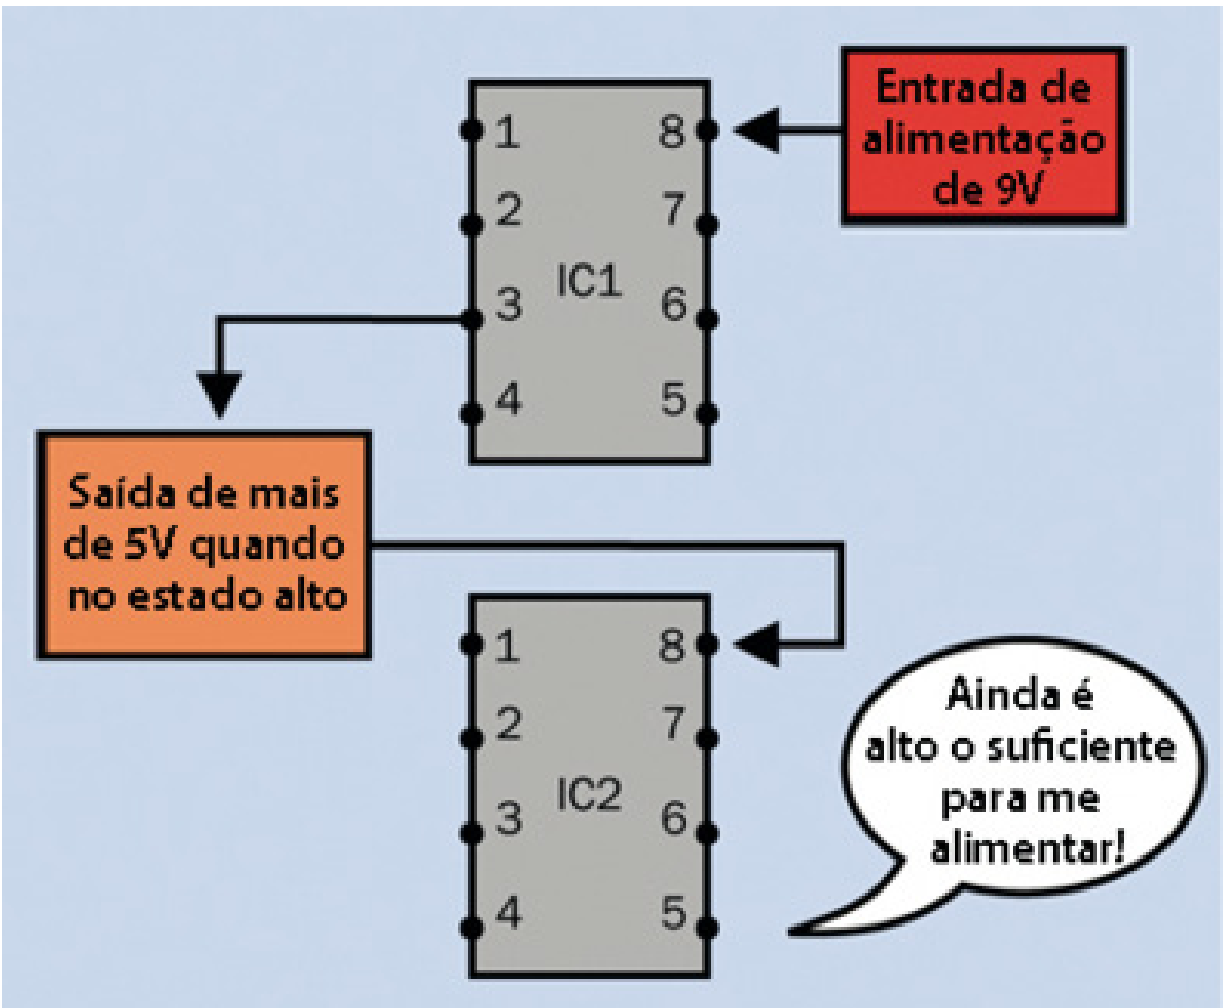 Entrada de
alimentação
de 9V
1
8
2
7
IC1
3
6
4
5
Saída de mais
de 5V quando
no estado alto
1
8
2
7
IC2
3
6
4
5
Ainda é
alto o suficiente
para me
alimentar!